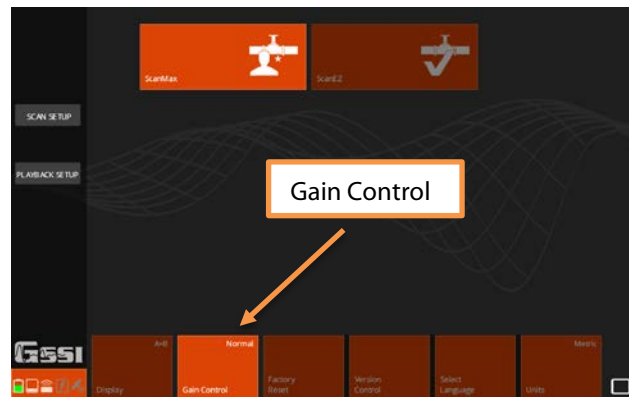 ScanMax
ScanEZ
SCAN SETUP
PLAYBACK SETUP
Gain Control
GSSI
A+B
Display
Normal
Gain Control
Factory
Reset
Version
Control
Select
Language
Metric
Units